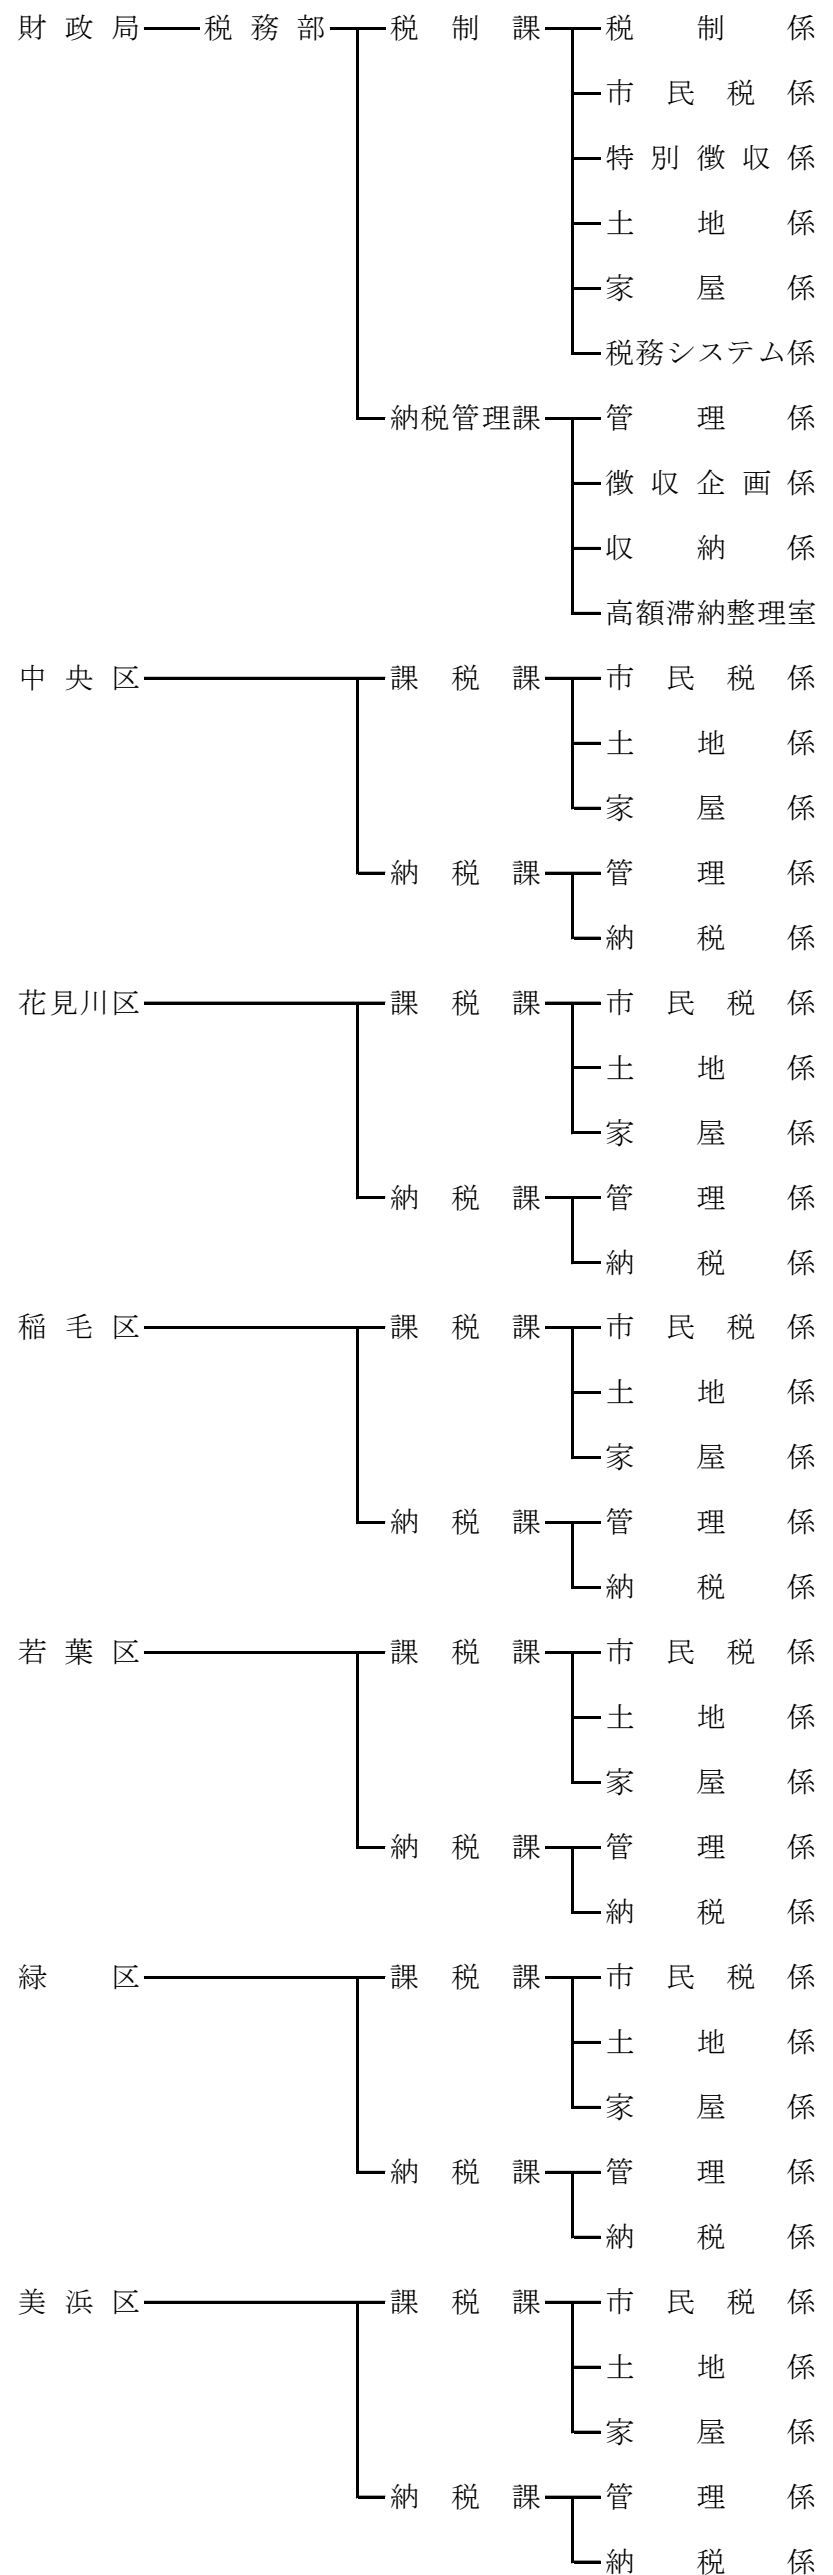 財政局 税務部 税制課 税制係
市民税係
特別徴収係
土地係
家屋係
税務システム係
納税管理課 管理係
徴収企画係
収納係
高額滞納整理室
中央区 課税課 市民税係
土地係
家屋係
納税課 管理係
納税係
花見川区 課税課 市民税係
土地係
家屋係
納税課 管理係
納税係
稲毛区 課税課 市民税係
土地係
家屋係
納税課 管理係
納税係
若葉区 課税課 市民税係
土地係
家屋係
納税課 管理係
納税係
緑区 課税課 市民税係
土地係
家屋係
納税課 管理係
納税係
美浜区 課税課 市民税係
土地係
家屋係
納税課 管理係
納税係